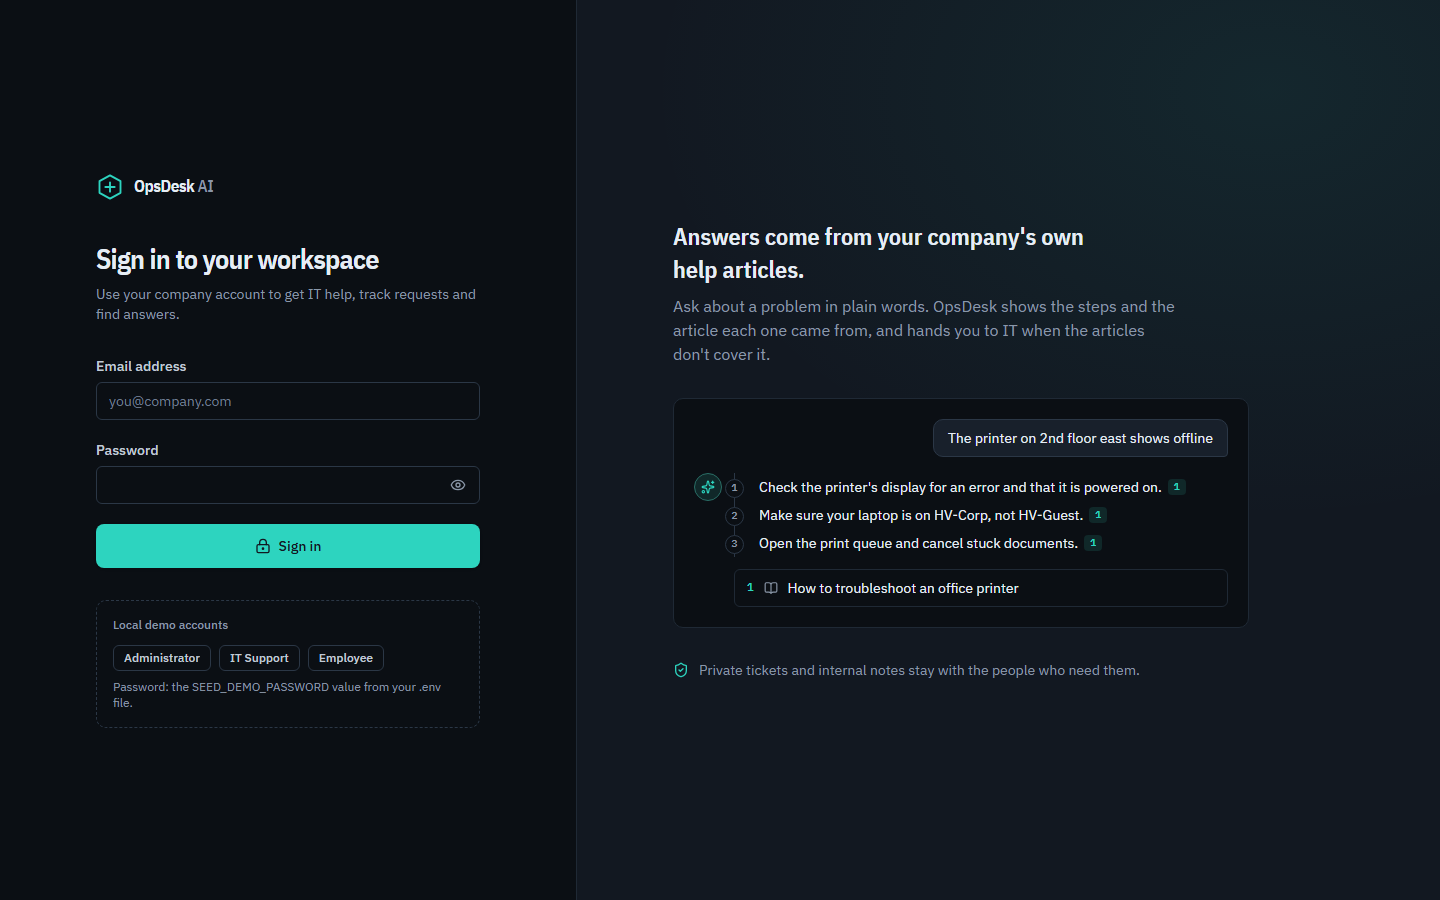 OpsDesk AI
Sign in to your workspace
Use your company account to get IT help, track requests and
find answers.
Email address
you@company.com
Password
Sign in
Local demo accounts
Administrator
IT Support
Employee
Password: the SEED_DEMO_PASSWORD value from your .env
file.
Answers come from your company's own
help articles.
Ask about a problem in plain words. OpsDesk shows the steps and the
article each one came from, and hands you to IT when the articles
don't cover it.
The printer on 2nd floor east shows offline
1 Check the printer's display for an error and that it is powered on. 1
2 Make sure your laptop is on HV-Corp, not HV-Guest. 1
3 Open the print queue and cancel stuck documents. 1
1 How to troubleshoot an office printer
Private tickets and internal notes stay with the people who need them.